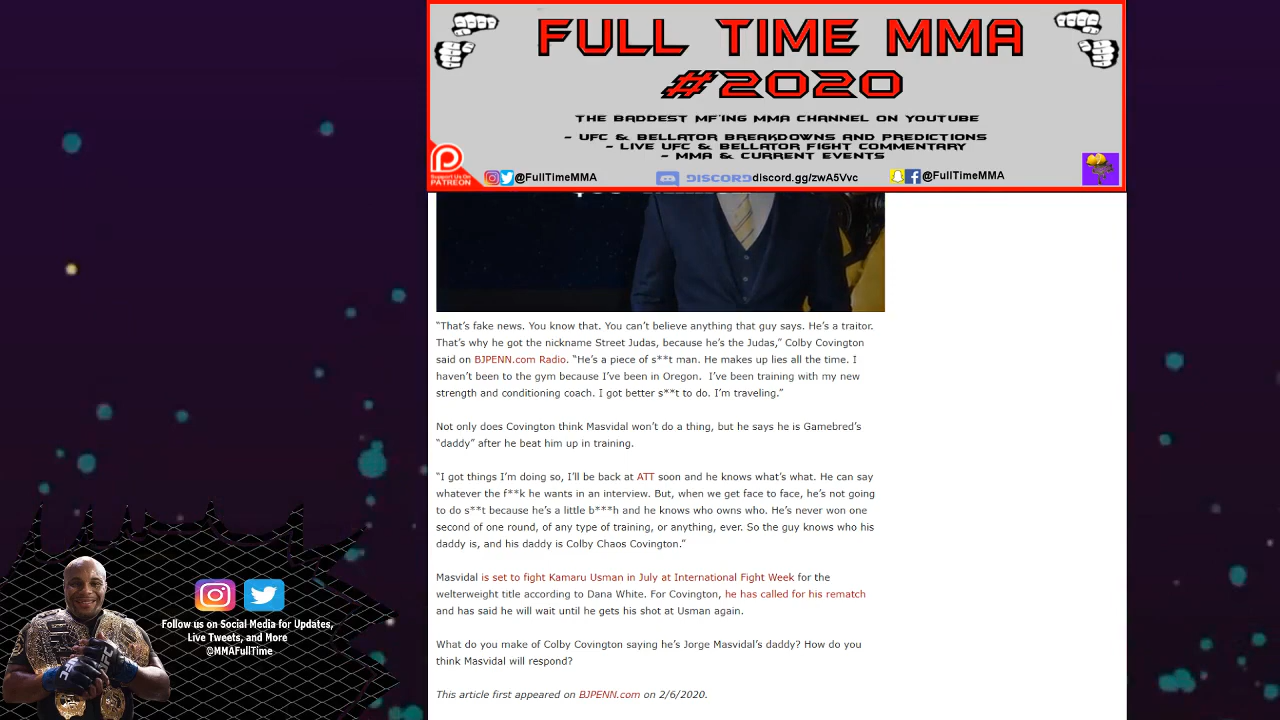 FULL TIME MMA
#2020
THE BADDEST MF'ING MMA CHANNEL ON YOUTUBE
- UFC & BELLATOR BREAKDOWNS AND PREDICTIONS
- LIVE UFC & BELLATOR FIGHT COMMENTARY
- MMA & CURRENT EVENTS
Support Us On
PATREON
@FullTimeMMA
DISCORD discord.gg/zwA5Vvc
@FullTimeMMA
“That’s fake news. You know that. You can’t believe anything that guy says. He’s a traitor.
That’s why he got the nickname Street Judas, because he’s the Judas,” Colby Covington
said on BJPENN.com Radio. “He’s a piece of s**t man. He makes up lies all the time. I
haven’t been to the gym because I’ve been in Oregon.  I’ve been training with my new
strength and conditioning coach. I got better s**t to do. I’m traveling.”
Not only does Covington think Masvidal won’t do a thing, but he says he is Gamebred’s
“daddy” after he beat him up in training.
“I got things I’m doing so, I’ll be back at ATT soon and he knows what’s what. He can say
whatever the f**k he wants in an interview. But, when we get face to face, he’s not going
to do s**t because he’s a little b***h and he knows who owns who. He’s never won one
second of one round, of any type of training, or anything, ever. So the guy knows who his
daddy is, and his daddy is Colby Chaos Covington.”
Masvidal is set to fight Kamaru Usman in July at International Fight Week for the
welterweight title according to Dana White. For Covington, he has called for his rematch
and has said he will wait until he gets his shot at Usman again.
What do you make of Colby Covington saying he’s Jorge Masvidal’s daddy? How do you
think Masvidal will respond?
This article first appeared on BJPENN.com on 2/6/2020.
Follow us on Social Media for Updates,
Live Tweets, and More
@MMAFullTime